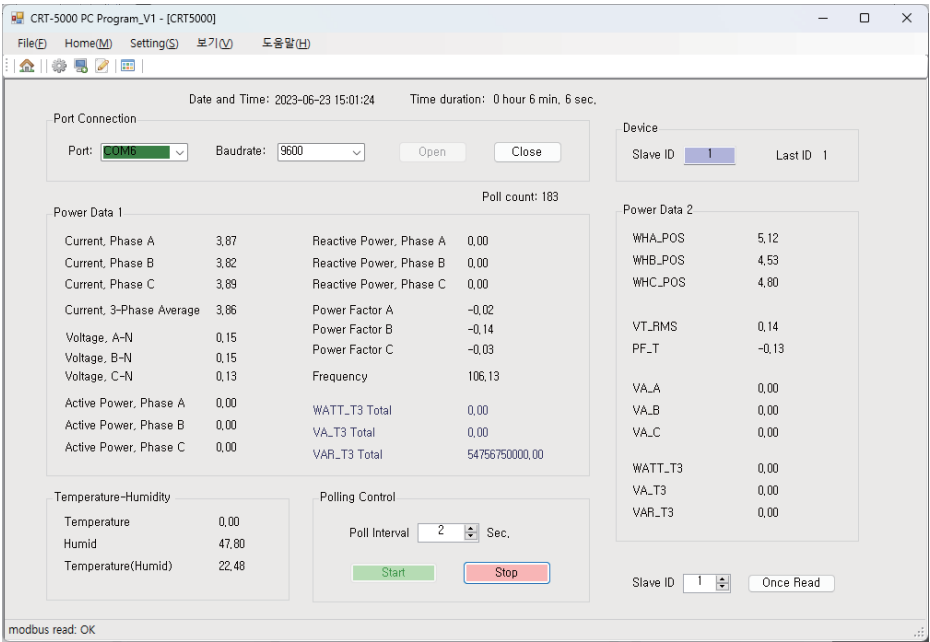 CRT-5000 PC Program_V1 - [CRT5000]
File(F) Home(M) Setting(S) 보기(V) 도움말(H)
Date and Time: 2023-06-23 15:01:24 Time duration: 0 hour 6 min, 6 sec,
Port Connection
Port: COM6 Baudrate: 9600 Open Close
Device
Slave ID 1 Last ID 1
Poll count: 183
Power Data 1
Current, Phase A 3,87 Reactive Power, Phase A 0,00
Current, Phase B 3,82 Reactive Power, Phase B 0,00
Current, Phase C 3,89 Reactive Power, Phase C 0,00
Current, 3-Phase Average 3,86 Power Factor A -0,02
Power Factor B -0,14
Voltage, A-N 0,15
Power Factor C -0,03
Voltage, B-N 0,15
Voltage, C-N 0,13 Frequency 106,13
Active Power, Phase A 0,00 WATT_T3 Total 0,00
Active Power, Phase B 0,00 VA_T3 Total 0,00
Active Power, Phase C 0,00 VAR_T3 Total 54756750000,00
Power Data 2
WHA_POS 5,12
WHB_POS 4,53
WHC_POS 4,80
VT_RMS 0,14
PF_T -0,13
VA_A 0,00
VA_B 0,00
VA_C 0,00
WATT_T3 0,00
VA_T3 0,00
VAR_T3 0,00
Temperature-Humidity
Temperature 0,00
Humid 47,80
Temperature(Humid) 22,48
Polling Control
Poll Interval 2 Sec,
Start Stop
Slave ID 1 Once Read
modbus read: OK